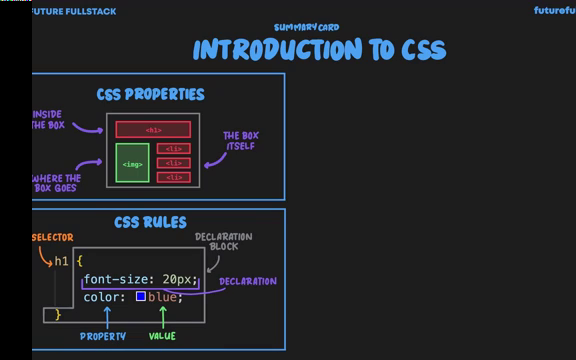 FUTURE FULLSTACK
futurefu
SUMMARY CARD
INTRODUCTION TO CSS
CSS PROPERTIES
INSIDE
THE BOX
<h1>
<img>
<li>
<li>
<li>
THE BOX
ITSELF
WHERE THE
BOX GOES
CSS RULES
SELECTOR
DECLARATION
BLOCK
h1 {
font-size: 20px;
color: blue;
}
DECLARATION
PROPERTY
VALUE